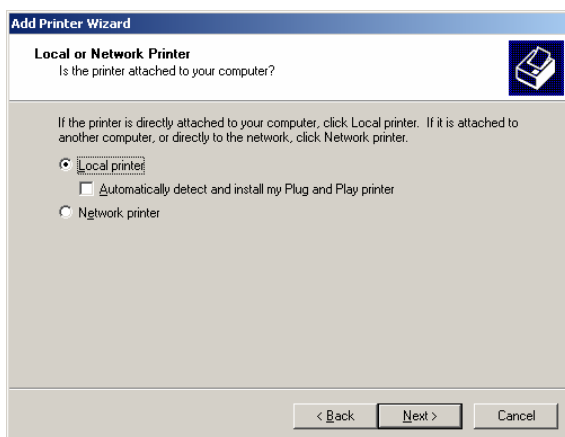 Add Printer Wizard
Local or Network Printer
Is the printer attached to your computer?
If the printer is directly attached to your computer, click Local printer. If it is attached to
another computer, or directly to the network, click Network printer.
Local printer
Automatically detect and install my Plug and Play printer
Network printer
< Back
Next >
Cancel